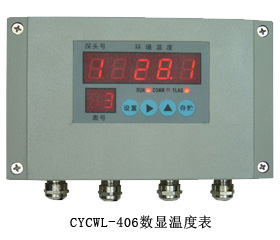 探头号 环境温度
1 28.1
RUN COMM FLAG
3
设置 存贮
表号
CYCWL-406数显温度表